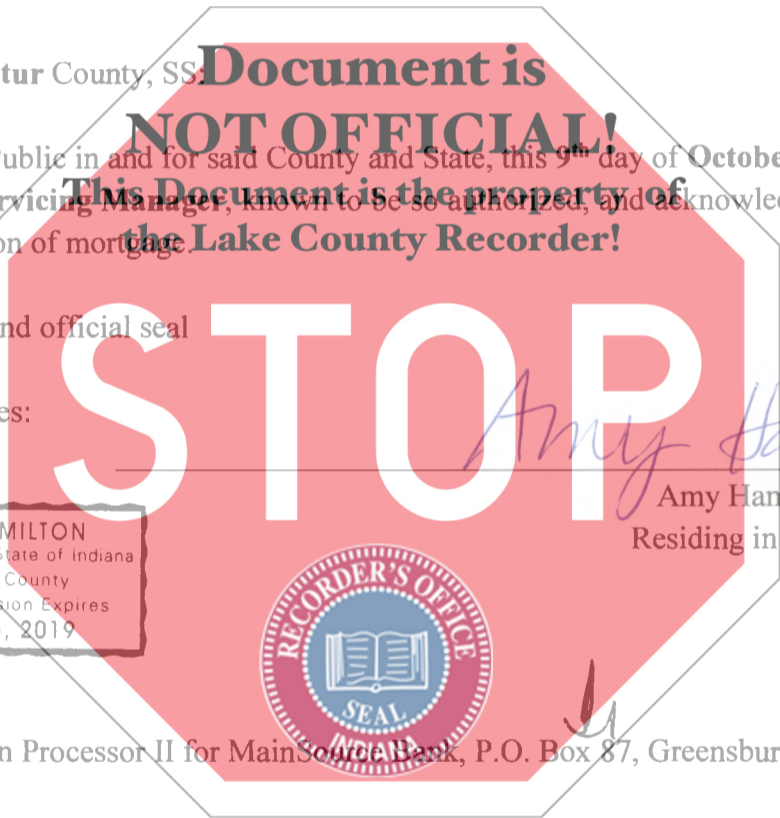 tur County, SS:
Document is
NOT OFFICIAL!
Public in and for said County and State, this 9th day of Octobe
This Document is the property of
rvicing Manager, known to be so authorized, and acknowled
the Lake County Recorder!
on of mortgage.
nd official seal
STOP
es:
Amy Ha
Amy Ham
Residing in
MILTON
State of Indiana
County
sion Expires
, 2019
RECORDER'S OFFICE
SEAL
INDIANA
n Processor II for MainSource Bank, P.O. Box 87, Greensbur